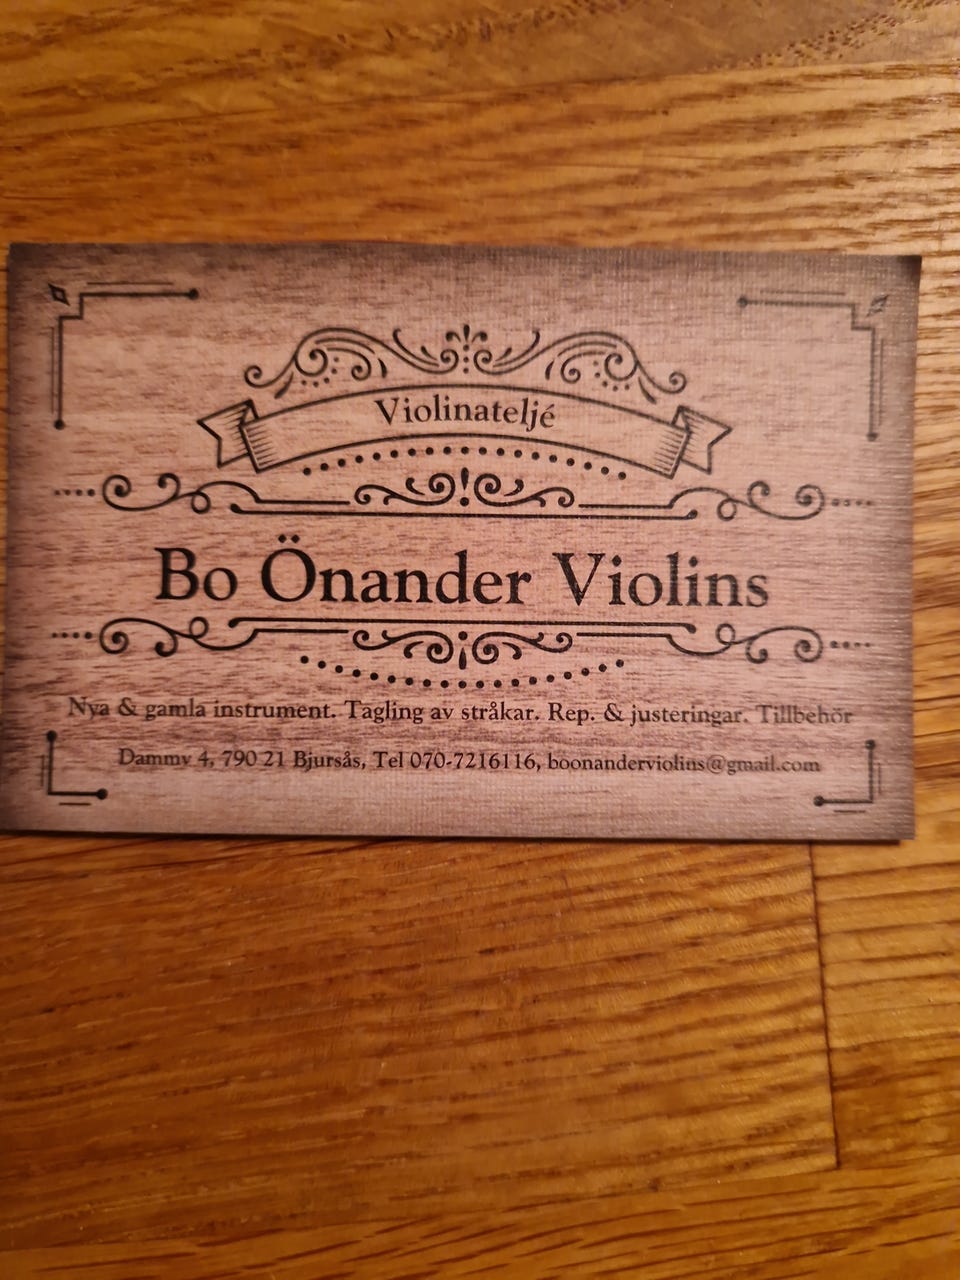 Violinateljé
Bo Önander Violins
Nya & gamla instrument. Tagling av stråkar. Rep. & justeringar. Tillbehör
Dammy 4, 790 21 Bjursås, Tel 070-7216116, boonanderviolins@gmail.com